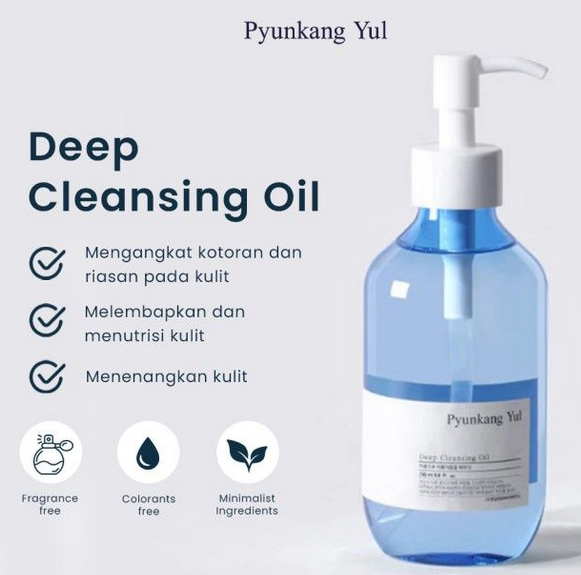 Pyunkang Yul
Deep
Cleansing Oil
Mengangkat kotoran dan
riasan pada kulit
Melembapkan dan
menutrisi kulit
Menenangkan kulit
Fragrance
free
Colorants
free
Minimalist
Ingredients
Pyunkang Yul
Deep Cleansing Oil